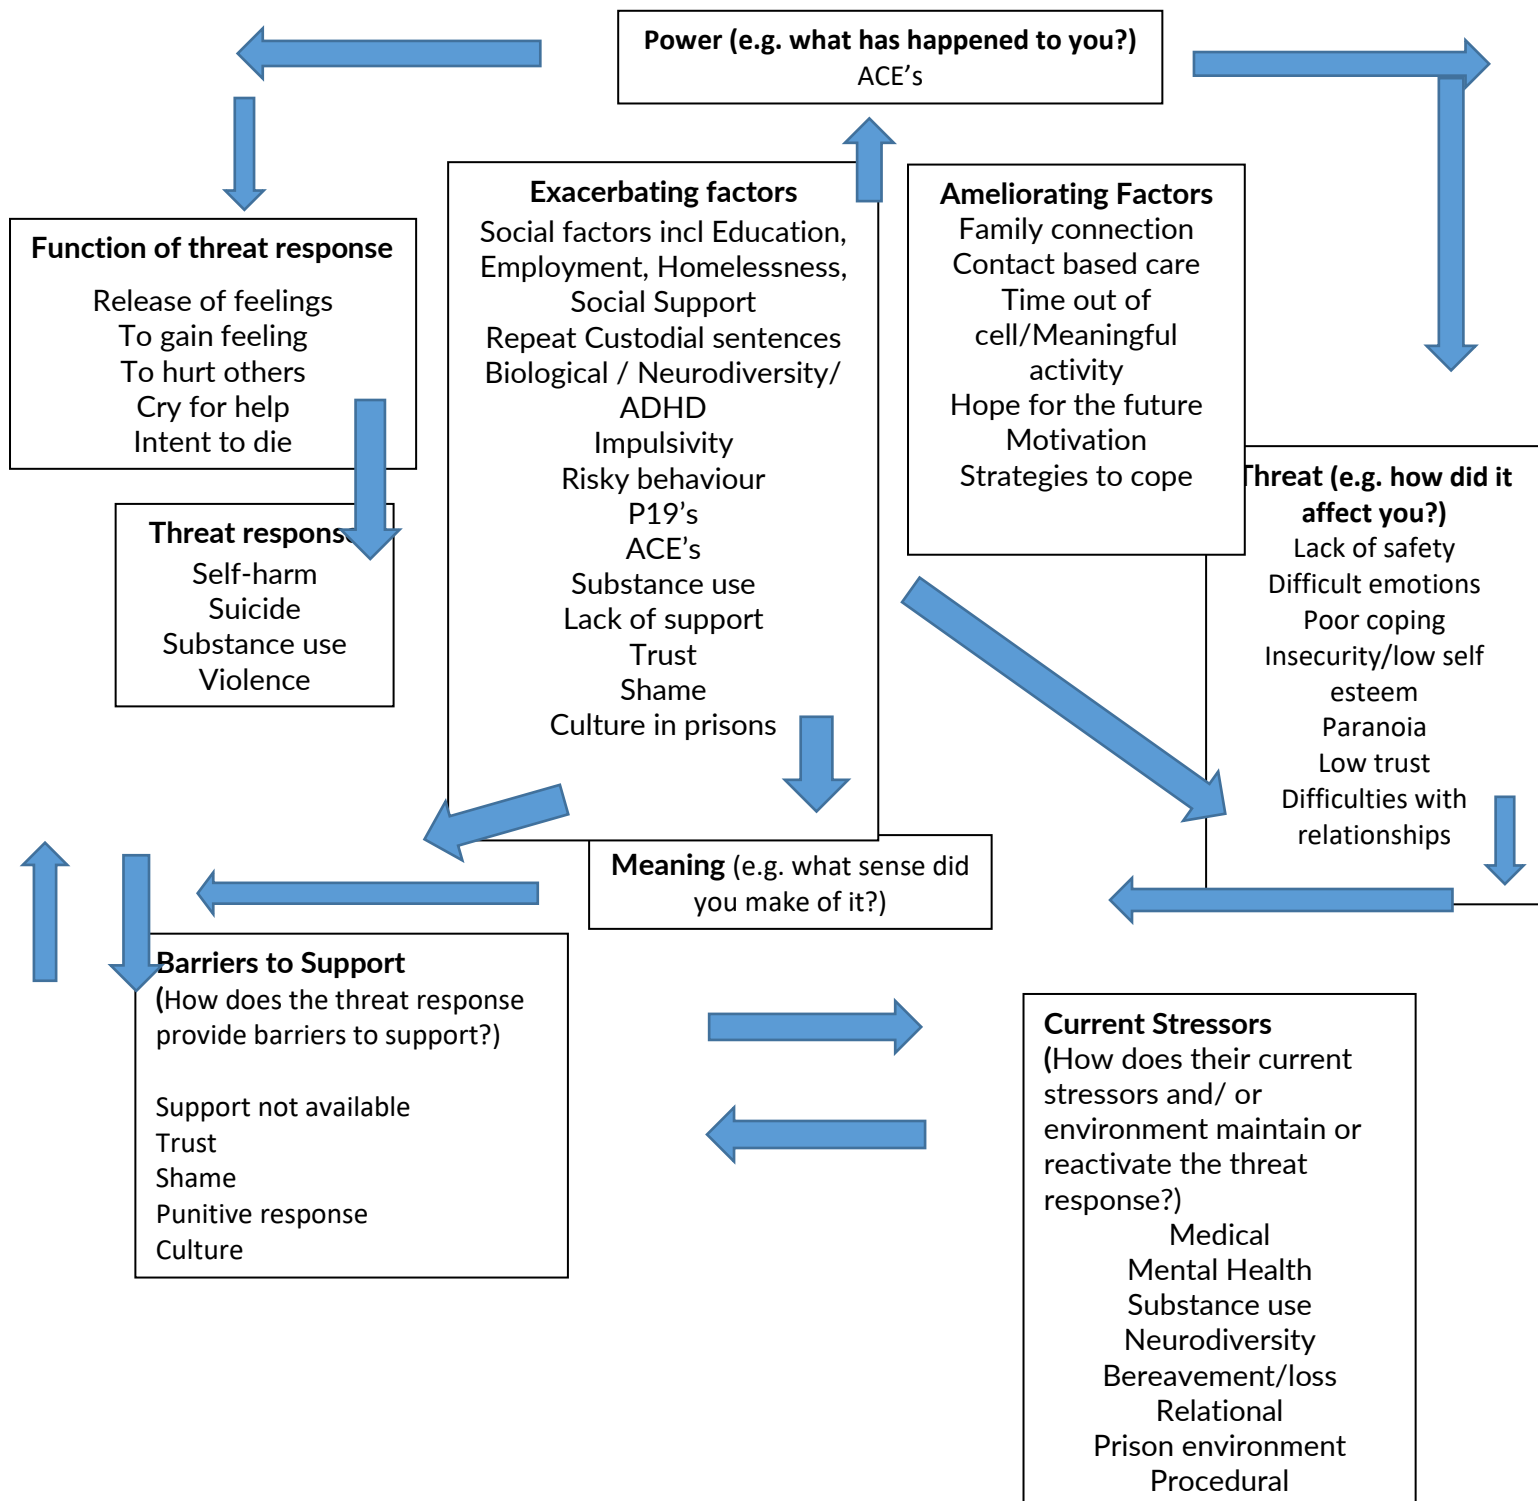 Power (e.g. what has happened to you?)
ACE’s
Function of threat response
Release of feelings
To gain feeling
To hurt others
Cry for help
Intent to die
Threat respons
Self-harm
Suicide
Substance use
Violence
Exacerbating factors
Social factors incl Education,
Employment, Homelessness,
Social Support
Repeat Custodial sentences
Biological / Neurodiversity/
ADHD
Impulsivity
Risky behaviour
P19’s
ACE’s
Substance use
Lack of support
Trust
Shame
Culture in prisons
Ameliorating Factors
Family connection
Contact based care
Time out of
cell/Meaningful
activity
Hope for the future
Motivation
Strategies to cope
Threat (e.g. how did it
affect you?)
Lack of safety
Difficult emotions
Poor coping
Insecurity/low self
esteem
Paranoia
Low trust
Difficulties with
relationships
Meaning (e.g. what sense did
you make of it?)
Barriers to Support
(How does the threat response
provide barriers to support?)
Support not available
Trust
Shame
Punitive response
Culture
Current Stressors
(How does their current
stressors and/ or
environment maintain or
reactivate the threat
response?)
Medical
Mental Health
Substance use
Neurodiversity
Bereavement/loss
Relational
Prison environment
Procedural